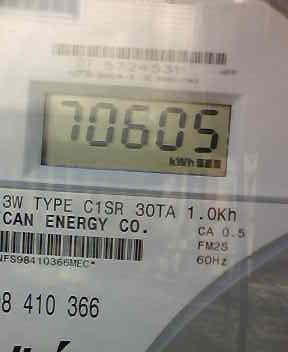 70605
kWh
3W TYPE C1SR 30TA 1.0Kh
CAN ENERGY CO.
CA 0.5
FM2S
60Hz
NFS98410366MEC*
8 410 366